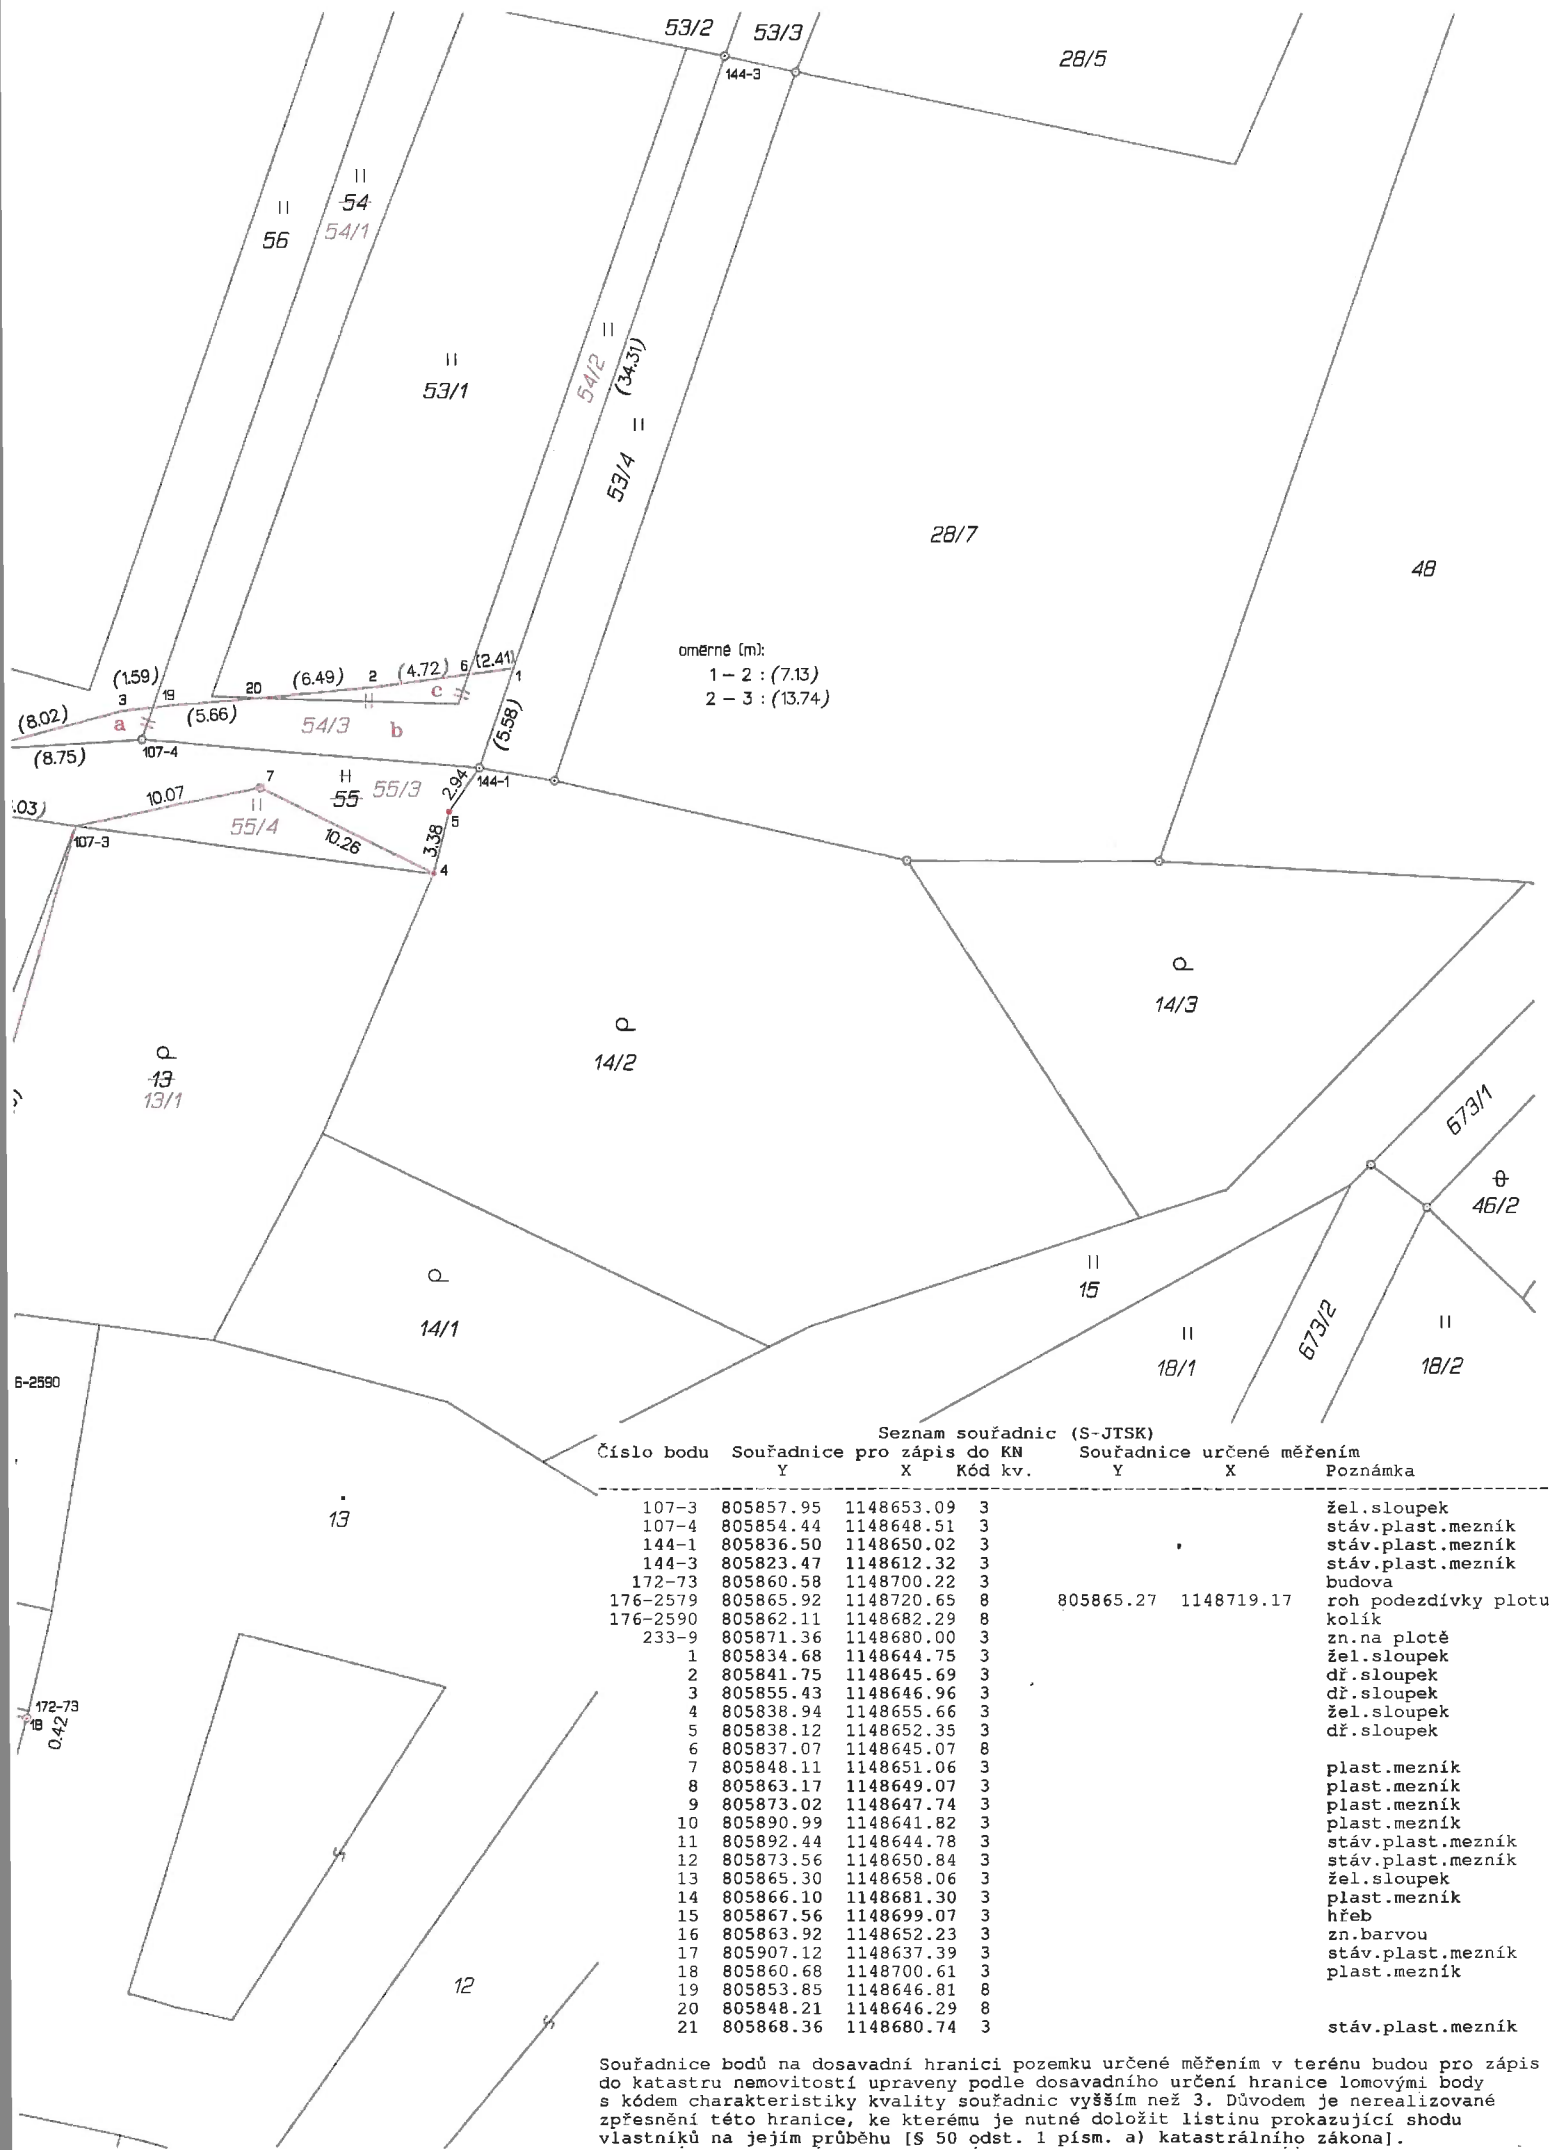 53/2 53/3
28/5
144-3
54
54/1
56
53/1
54/2
(34.31)
53/4
28/7
48
oměrné [m]:
1 - 2 : (7.13)
2 - 3 : (13.74)
(1.59) 3 19 20 (6.49) 2 (4.72) 6 (2.41) 1
(8.02) a (5.66) c
54/3 b
(5.58)
(8.75) 107-4
144-1
2.94
7
55 55/3
10.07
.03)
55/4
5
10.26
3.38
107-3
4
14/3
14/2
13
13/1
673/1
46/2
15
14/1
673/2
18/1
18/2
6-2590
13
172-73
18
0.42
12
Seznam souřadnic (S-JTSK)
Číslo bodu Souřadnice pro zápis do KN Souřadnice určené měřením
Y X Kód kv. Y X Poznámka
107-3 805857.95 1148653.09 3 žel.sloupek
107-4 805854.44 1148648.51 3 stáv.plast.mezník
144-1 805836.50 1148650.02 3 stáv.plast.mezník
144-3 805823.47 1148612.32 3 stáv.plast.mezník
172-73 805860.58 1148700.22 3 budova
176-2579 805865.92 1148720.65 8 805865.27 1148719.17 roh podezdívky plotu
176-2590 805862.11 1148682.29 8 kolík
233-9 805871.36 1148680.00 3 zn.na plotě
1 805834.68 1148644.75 3 žel.sloupek
2 805841.75 1148645.69 3 dř.sloupek
3 805855.43 1148646.96 3 dř.sloupek
4 805838.94 1148655.66 3 žel.sloupek
5 805838.12 1148652.35 3 dř.sloupek
6 805837.07 1148645.07 8
7 805848.11 1148651.06 3 plast.mezník
8 805863.17 1148649.07 3 plast.mezník
9 805873.02 1148647.74 3 plast.mezník
10 805890.99 1148641.82 3 plast.mezník
11 805892.44 1148644.78 3 stáv.plast.mezník
12 805873.56 1148650.84 3 stáv.plast.mezník
13 805865.30 1148658.06 3 žel.sloupek
14 805866.10 1148681.30 3 plast.mezník
15 805867.56 1148699.07 3 hřeb
16 805863.92 1148652.23 3 zn.barvou
17 805907.12 1148637.39 3 stáv.plast.mezník
18 805860.68 1148700.61 3 plast.mezník
19 805853.85 1148646.81 8
20 805848.21 1148646.29 8
21 805868.36 1148680.74 3 stáv.plast.mezník
Souřadnice bodů na dosavadní hranici pozemku určené měřením v terénu budou pro zápis
do katastru nemovitostí upraveny podle dosavadního určení hranice lomovými body
s kódem charakteristiky kvality souřadnic vyšším než 3. Důvodem je nerealizované
zpřesnění této hranice, ke kterému je nutné doložit listinu prokazující shodu
vlastníků na jejím průběhu [§ 50 odst. 1 písm. a) katastrálního zákona].